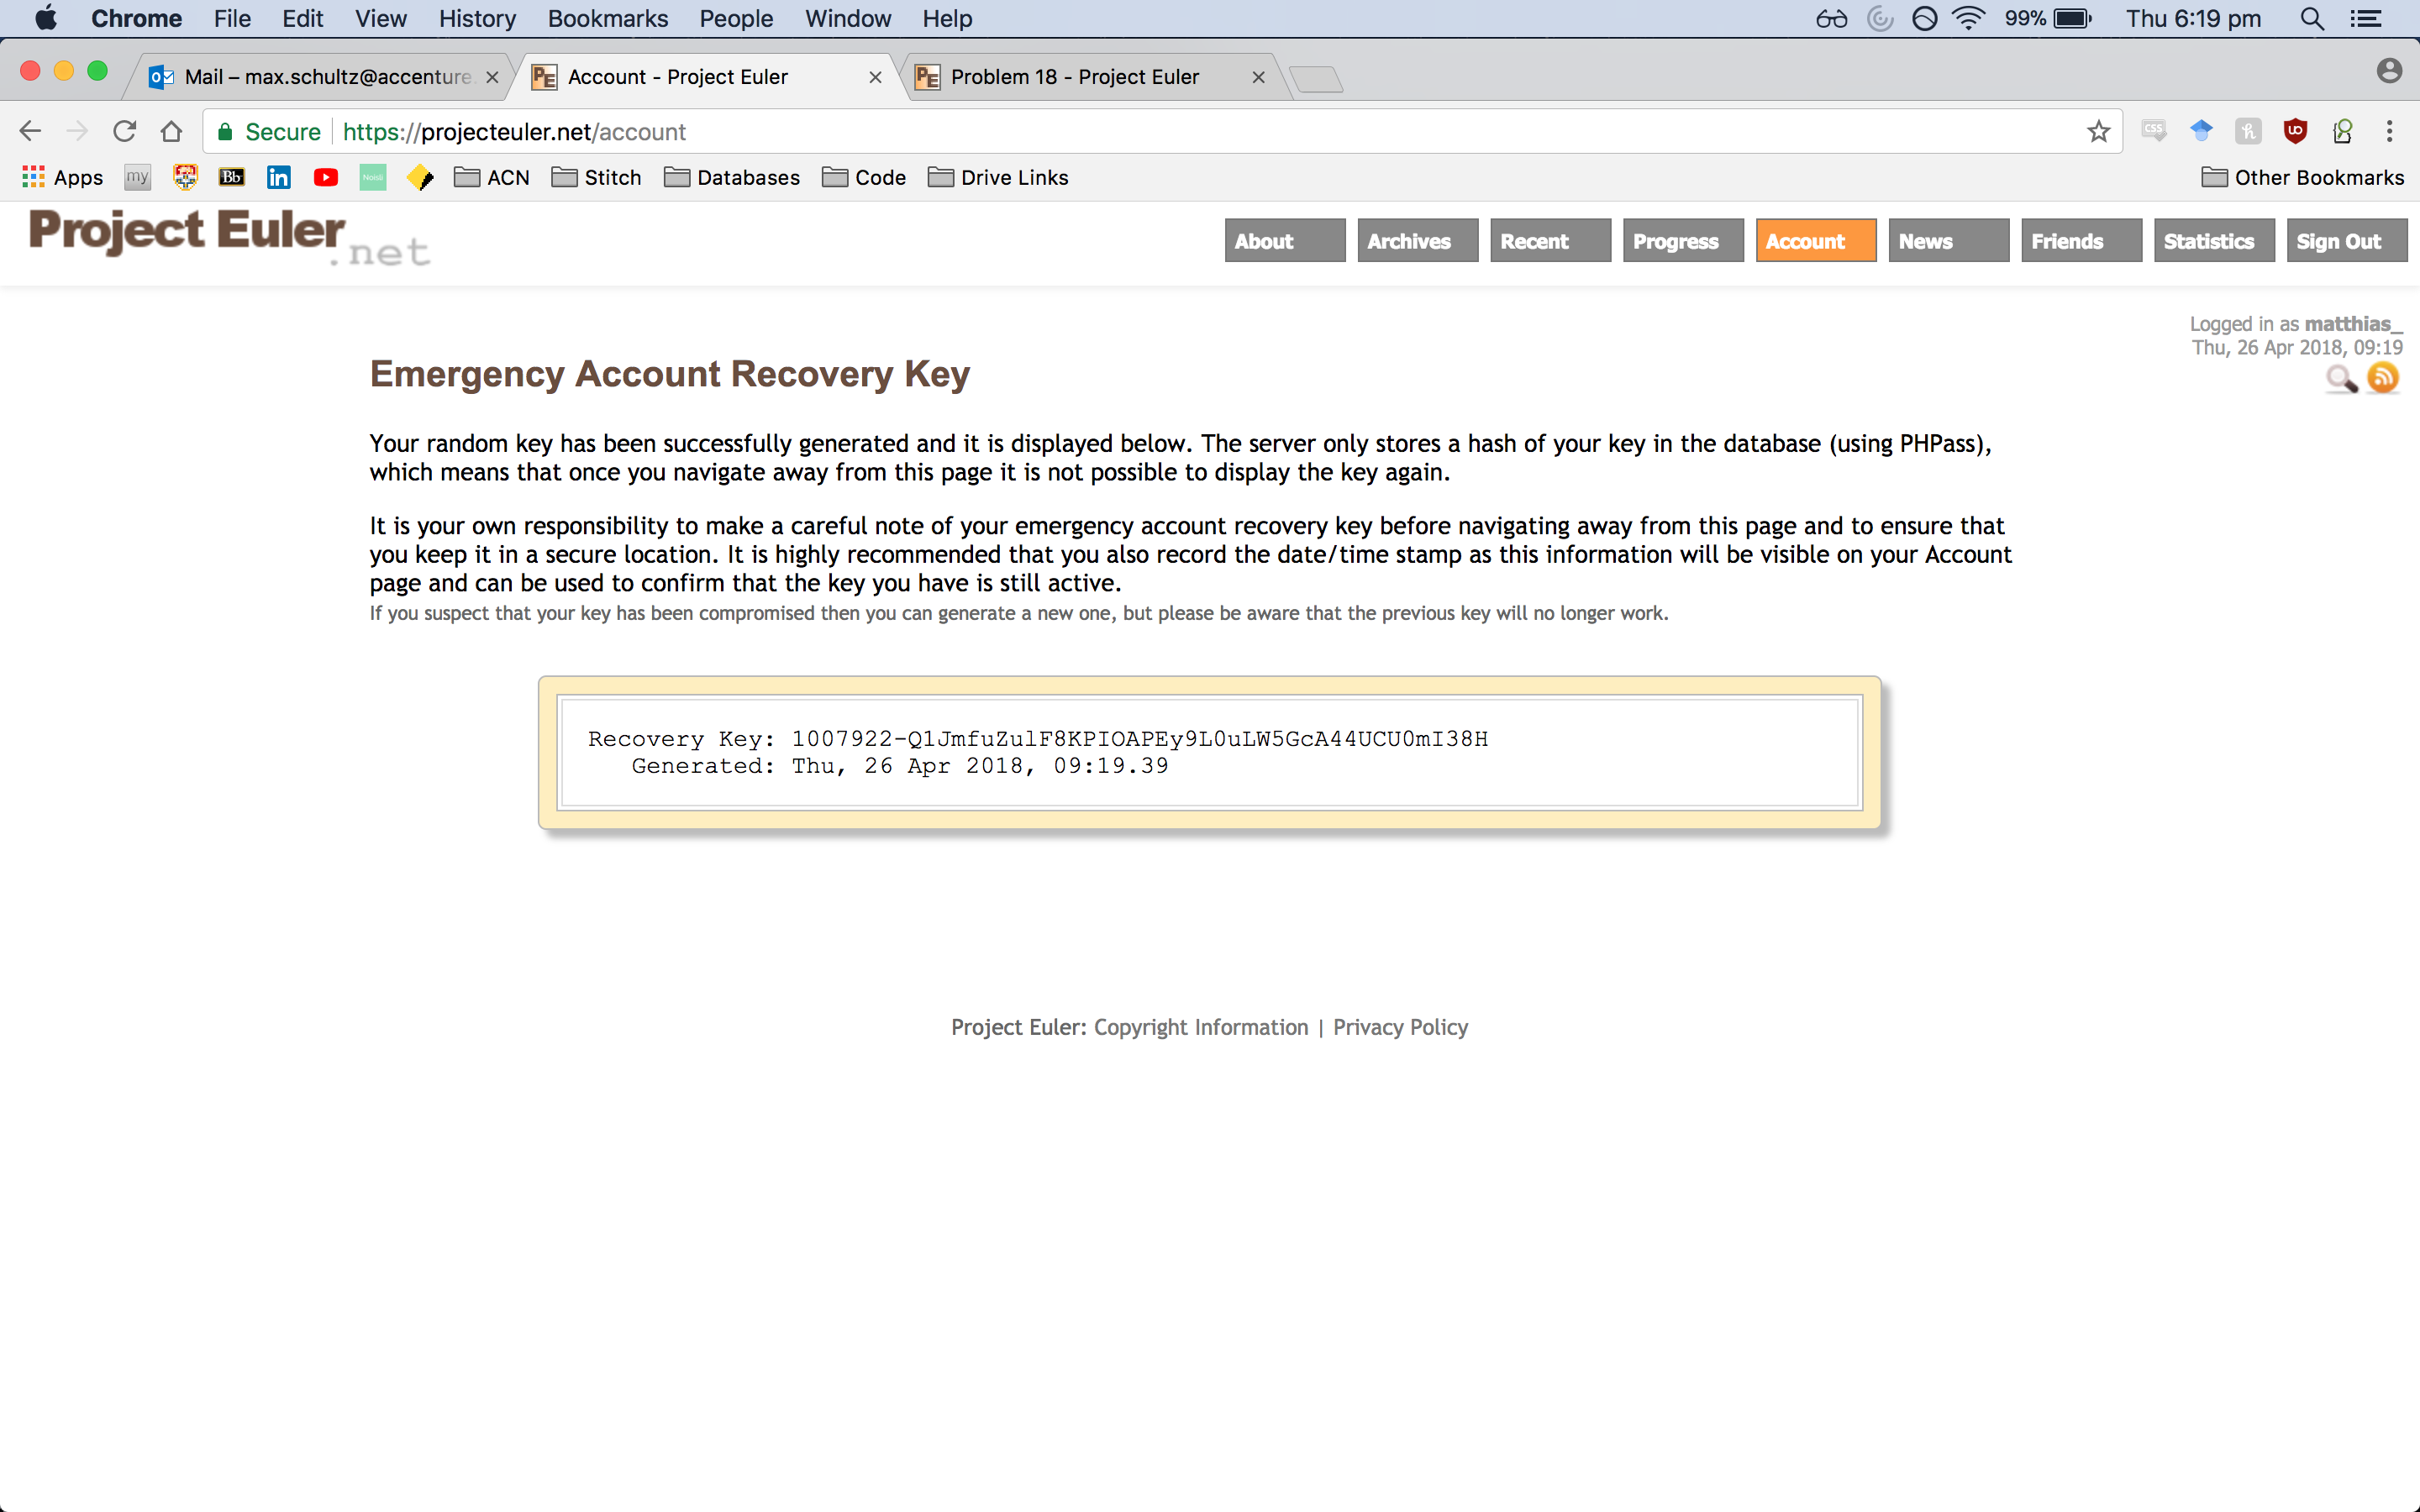 Chrome File Edit View History Bookmarks People Window Help 99% Thu 6:19 pm
Mail – max.schultz@accenture. Account - Project Euler Problem 18 - Project Euler
Secure https://projecteuler.net/account
Apps my Bb in ACN Stitch Databases Code Drive Links Other Bookmarks
Project Euler.net
About Archives Recent Progress Account News Friends Statistics Sign Out
Logged in as matthias_
Thu, 26 Apr 2018, 09:19
Emergency Account Recovery Key
Your random key has been successfully generated and it is displayed below. The server only stores a hash of your key in the database (using PHPass),
which means that once you navigate away from this page it is not possible to display the key again.
It is your own responsibility to make a careful note of your emergency account recovery key before navigating away from this page and to ensure that
you keep it in a secure location. It is highly recommended that you also record the date/time stamp as this information will be visible on your Account
page and can be used to confirm that the key you have is still active.
If you suspect that your key has been compromised then you can generate a new one, but please be aware that the previous key will no longer work.
Recovery Key: 1007922-Q1JmfuZulF8KPIOAPEy9L0uLW5GcA44UCU0mI38H
Generated: Thu, 26 Apr 2018, 09:19.39
Project Euler: Copyright Information | Privacy Policy